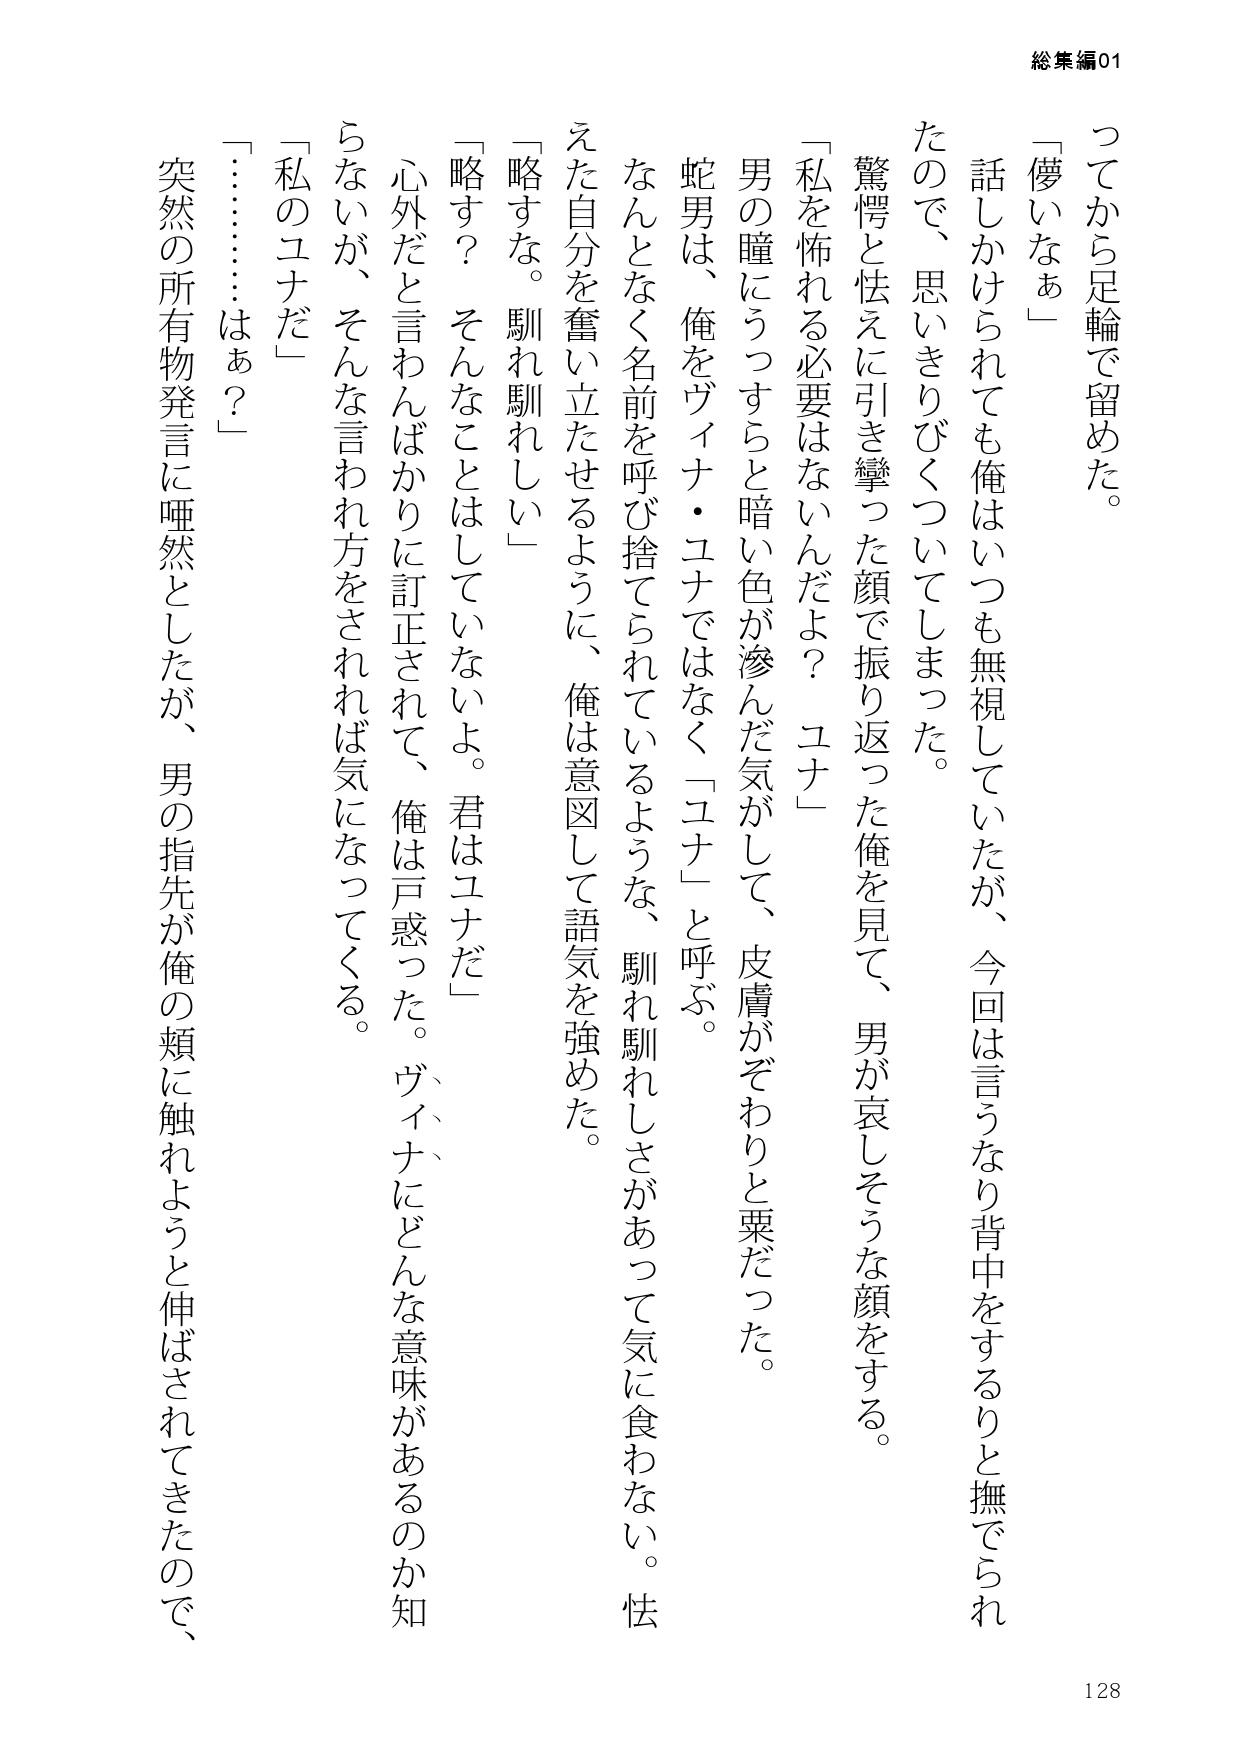 総集編01
ってから足輪で留めた。
「儚いなぁ」
　話しかけられても俺はいつも無視していたが、今回は言うなり背中をするりと撫でられ
たので、思いきりびくついてしまった。
　驚愕と怯えに引き攣った顔で振り返った俺を見て、男が哀しそうな顔をする。
「私を怖れる必要はないんだよ？　ユナ」
　男の瞳にうっすらと暗い色が滲んだ気がして、皮膚がぞわりと粟だった。
　蛇男は、俺をヴィナ・ユナではなく「ユナ」と呼ぶ。
　なんとなく名前を呼び捨てられているような、馴れ馴れしさがあって気に食わない。怯
えた自分を奮い立たせるように、俺は意図して語気を強めた。
「略すな。馴れ馴れしい」
「略す？　そんなことはしていないよ。君はユナだ」
　心外だと言わんばかりに訂正されて、俺は戸惑った。ヴィナにどんな意味があるのか知
らないが、そんな言われ方をされれば気になってくる。
「私のユナだ」
「…………はぁ？」
　突然の所有物発言に唖然としたが、男の指先が俺の頬に触れようと伸ばされてきたので、
128